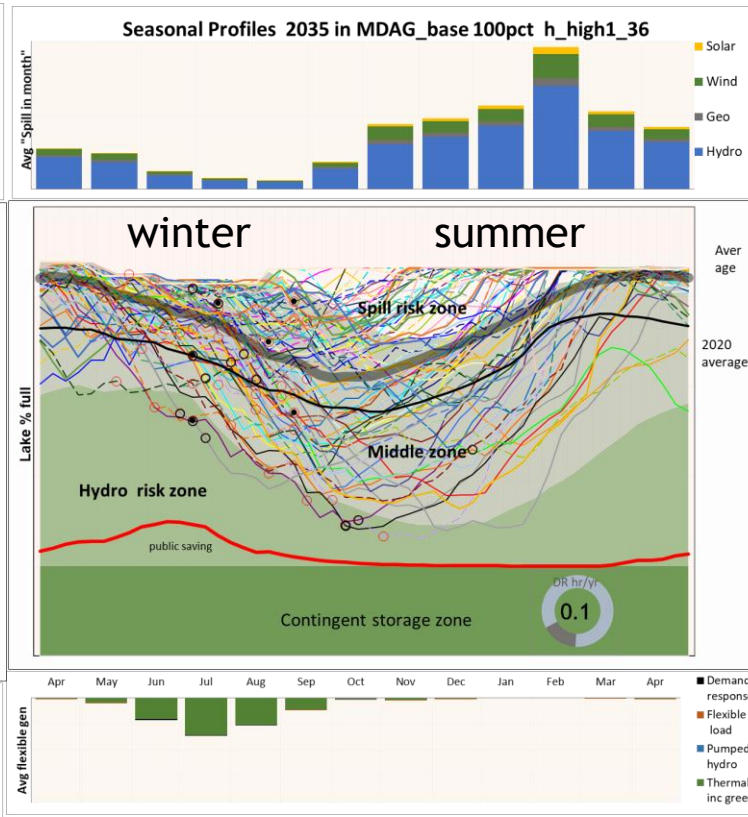 Seasonal Profiles 2035 in MDAG_base 100pct h_high1_36
Avg "Spill in month"
Solar
Wind
Geo
Hydro
winter
summer
Aver
age
Spill risk zone
2020
average
Lake % full
Middle zone
Hydro risk zone
public saving
DR hr/yr
0.1
Contingent storage zone
Apr May Jun Jul Aug Sep Oct Nov Dec Jan Feb Mar Apr
Avg flexible gen
Demand
respons
Flexible
load
Pumped
hydro
Thermal
inc gree